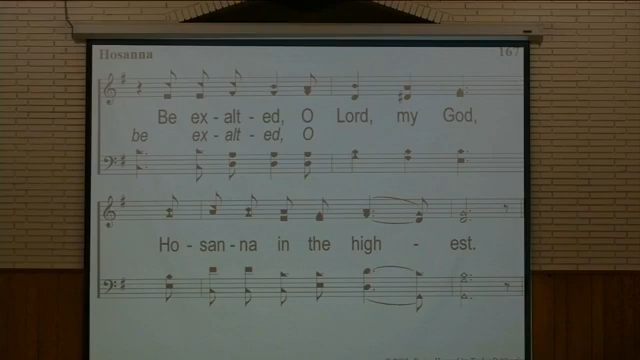 Hosanna 167
Be ex - alt - ed, O Lord, my God,
be ex - alt - ed, O
Ho - san - na in the high - est.